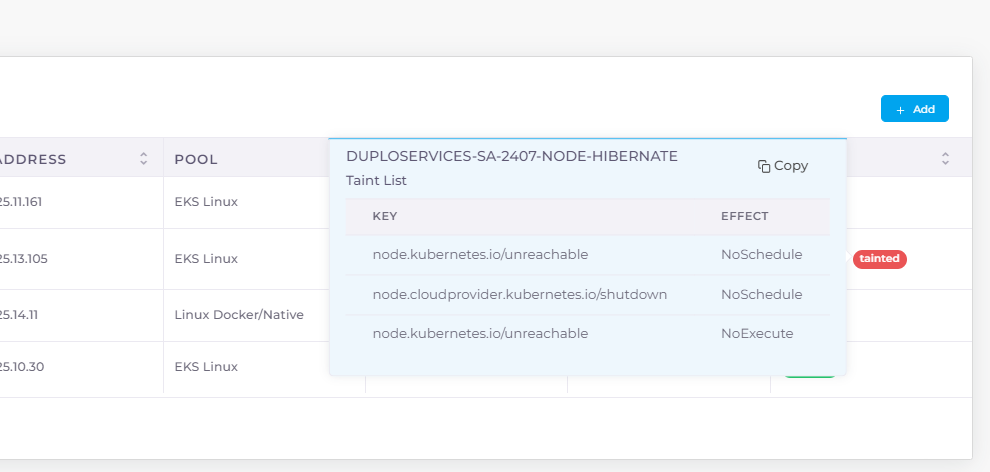 + Add
ADDRESS POOL
DUPLOSERVICES-SA-2407-NODE-HIBERNATE
Copy
Taint List
KEY EFFECT
25.11.161 EKS Linux
node.kubernetes.io/unreachable NoSchedule
25.13.105 EKS Linux tainted
node.cloudprovider.kubernetes.io/shutdown NoSchedule
25.14.11 Linux Docker/Native
node.kubernetes.io/unreachable NoExecute
25.10.30 EKS Linux